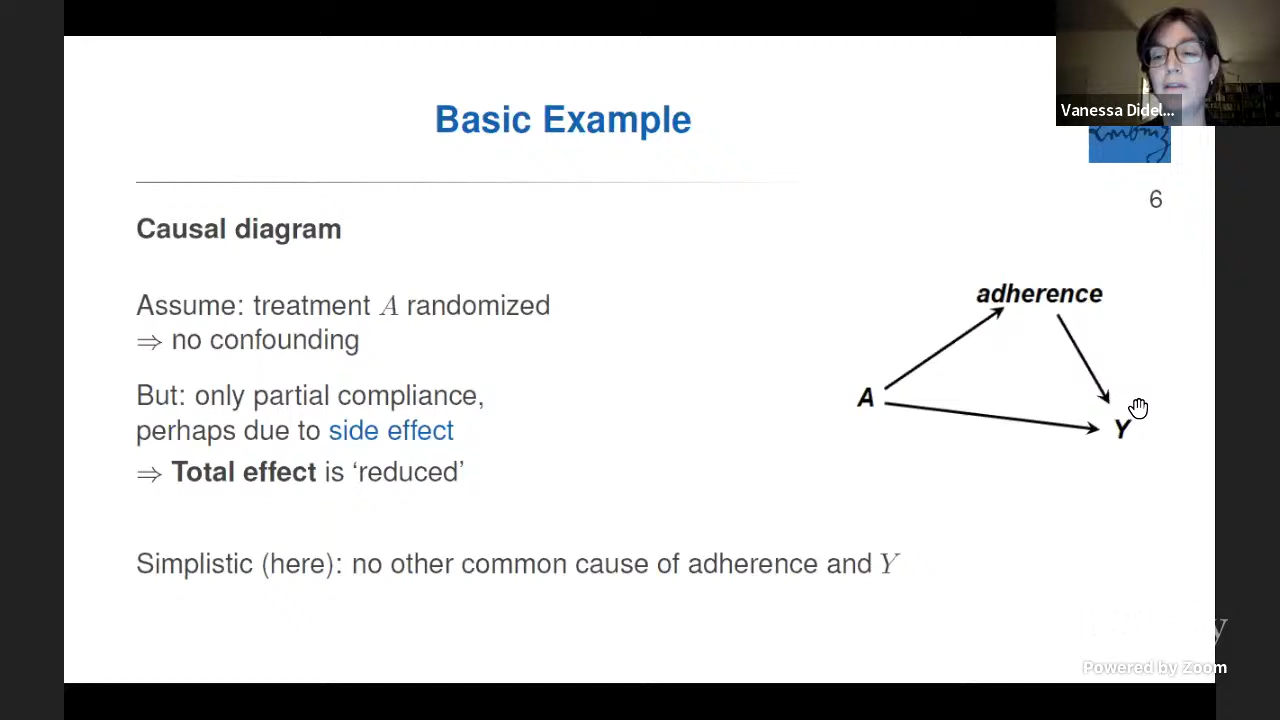 Basic Example
Vanessa Didel...
6
Causal diagram
Assume: treatment A randomized
⇒ no confounding
But: only partial compliance,
perhaps due to side effect
⇒ Total effect is ‘reduced’
adherence
A
Y
Simplistic (here): no other common cause of adherence and Y
Powered by Zoom